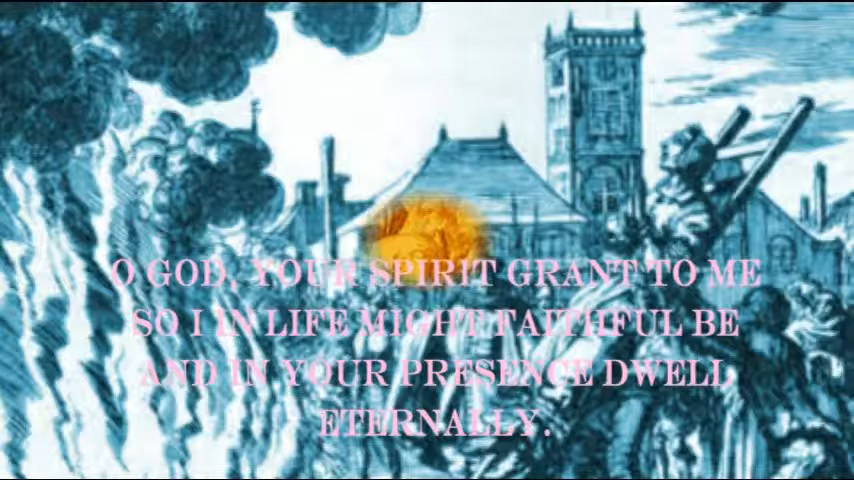 O GOD, YOUR SPIRIT GRANT TO ME
SO I IN LIFE MIGHT FAITHFUL BE
AND IN YOUR PRESENCE DWELL
ETERNALLY.